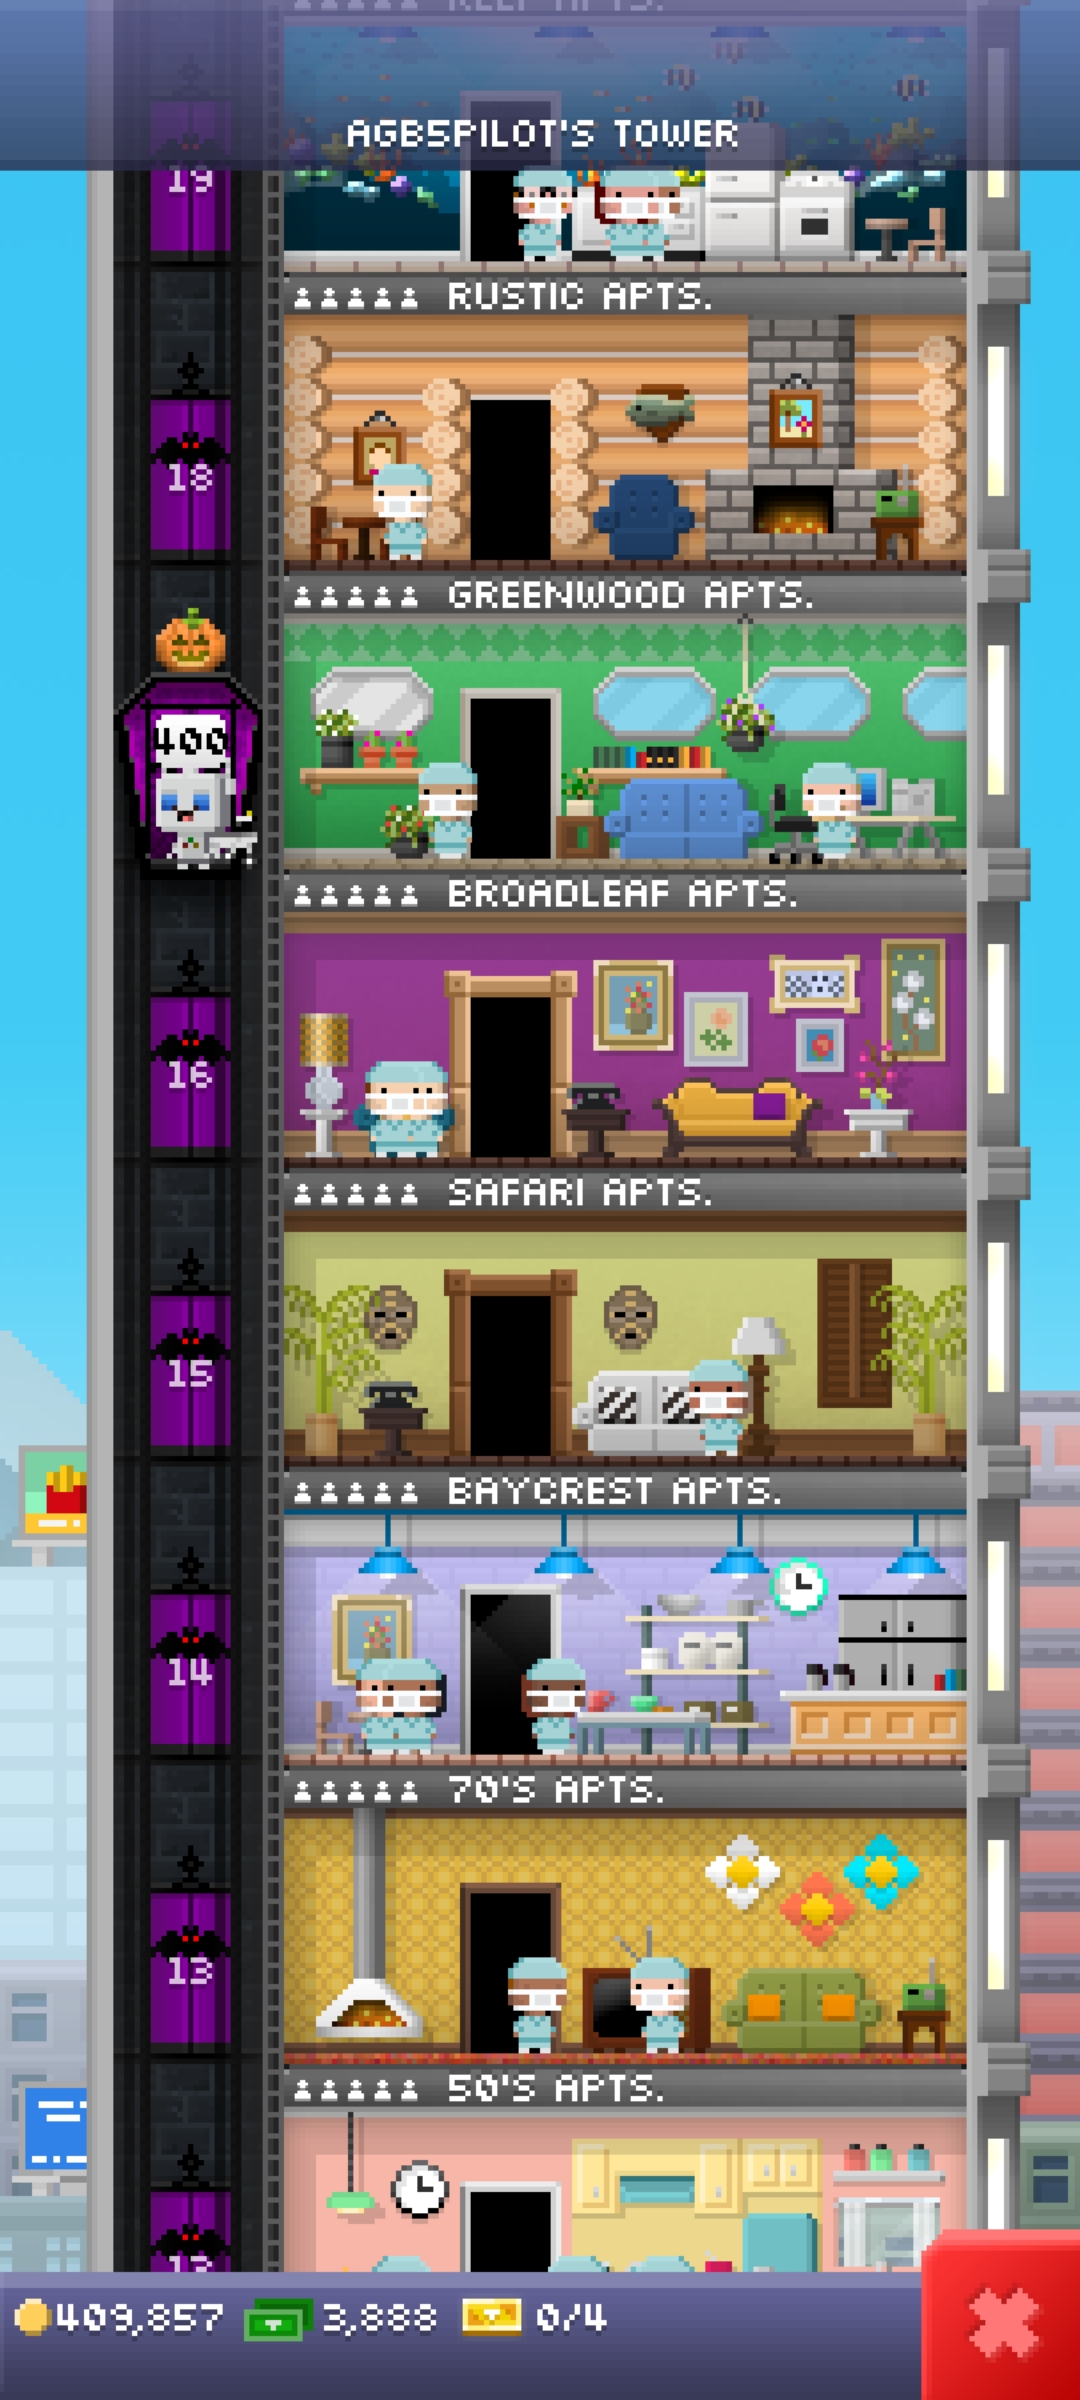 AGB5PILOT'S TOWER
19
RUSTIC APTS.
18
GREENWOOD APTS.
400
BROADLEAF APTS.
16
SAFARI APTS.
15
BAYCREST APTS.
14
70'S APTS.
13
50'S APTS.
409,857 3,888 0/4